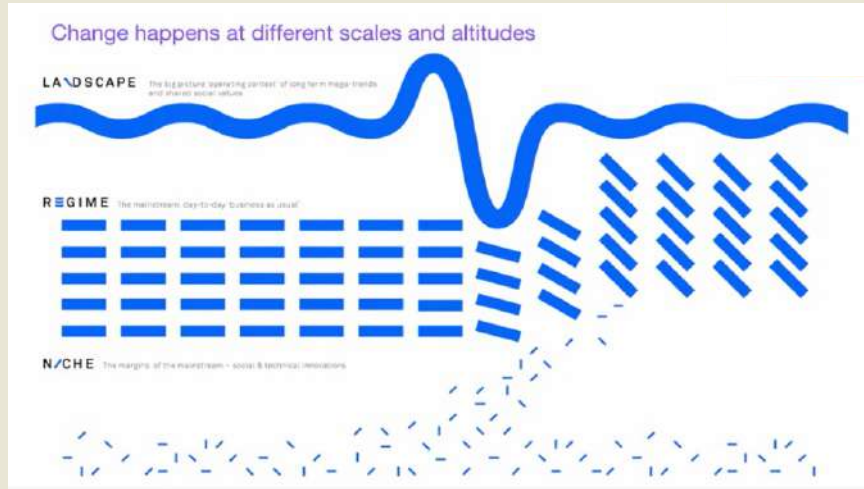 Change happens at different scales and altitudes
LANDSCAPE The big picture 'operating context' of long term mega-trends
and shared social values
REGIME The mainstream, day-to-day 'business as usual'
NICHE The margins of the mainstream – social & technical innovations